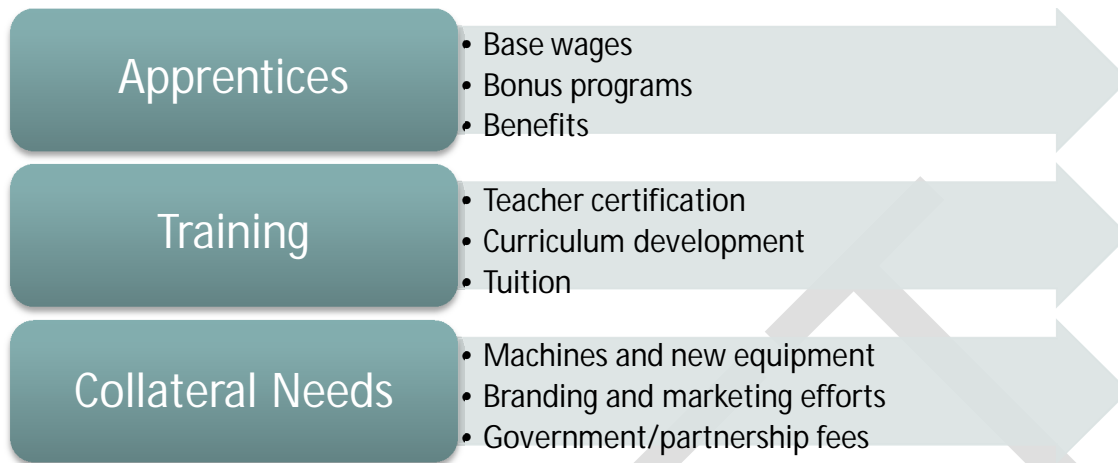 Apprentices
• Base wages
• Bonus programs
• Benefits
Training
• Teacher certification
• Curriculum development
• Tuition
Collateral Needs
• Machines and new equipment
• Branding and marketing efforts
• Government/partnership fees